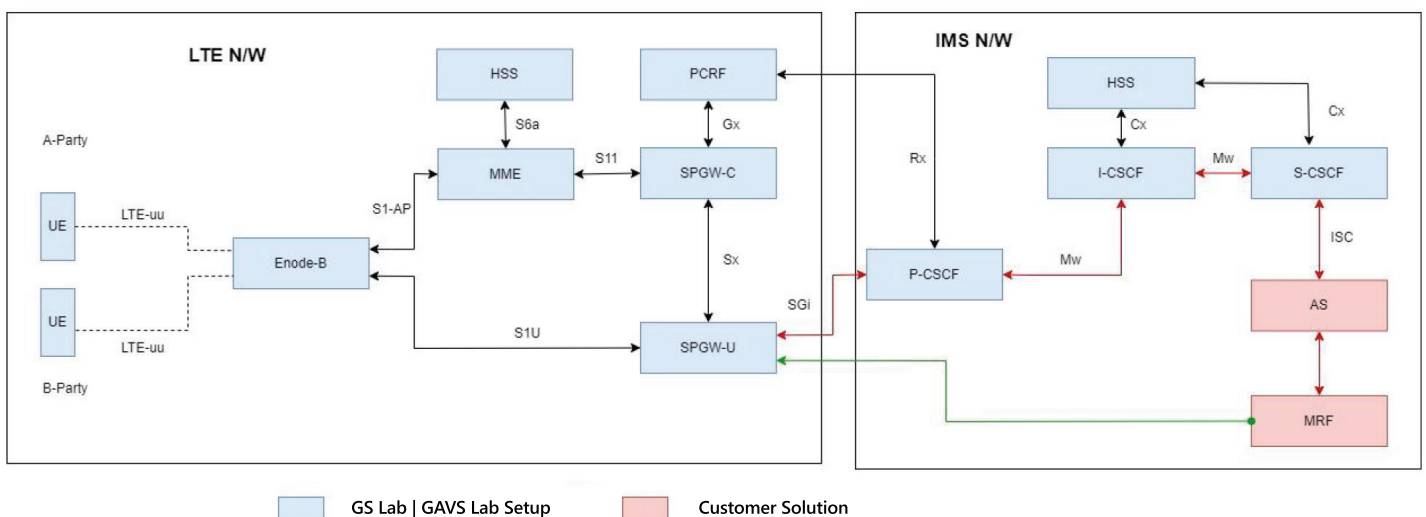 LTE N/W
IMS N/W
HSS
PCRF
HSS
S6a
Gx
Cx
Cx
A-Party
MME
S11
SPGW-C
Rx
I-CSCF
Mw
S-CSCF
UE
LTE-uu
S1-AP
Enode-B
Sx
P-CSCF
Mw
ISC
UE
LTE-uu
S1U
SPGW-U
SGi
AS
B-Party
MRF
GS Lab | GAVS Lab Setup
Customer Solution